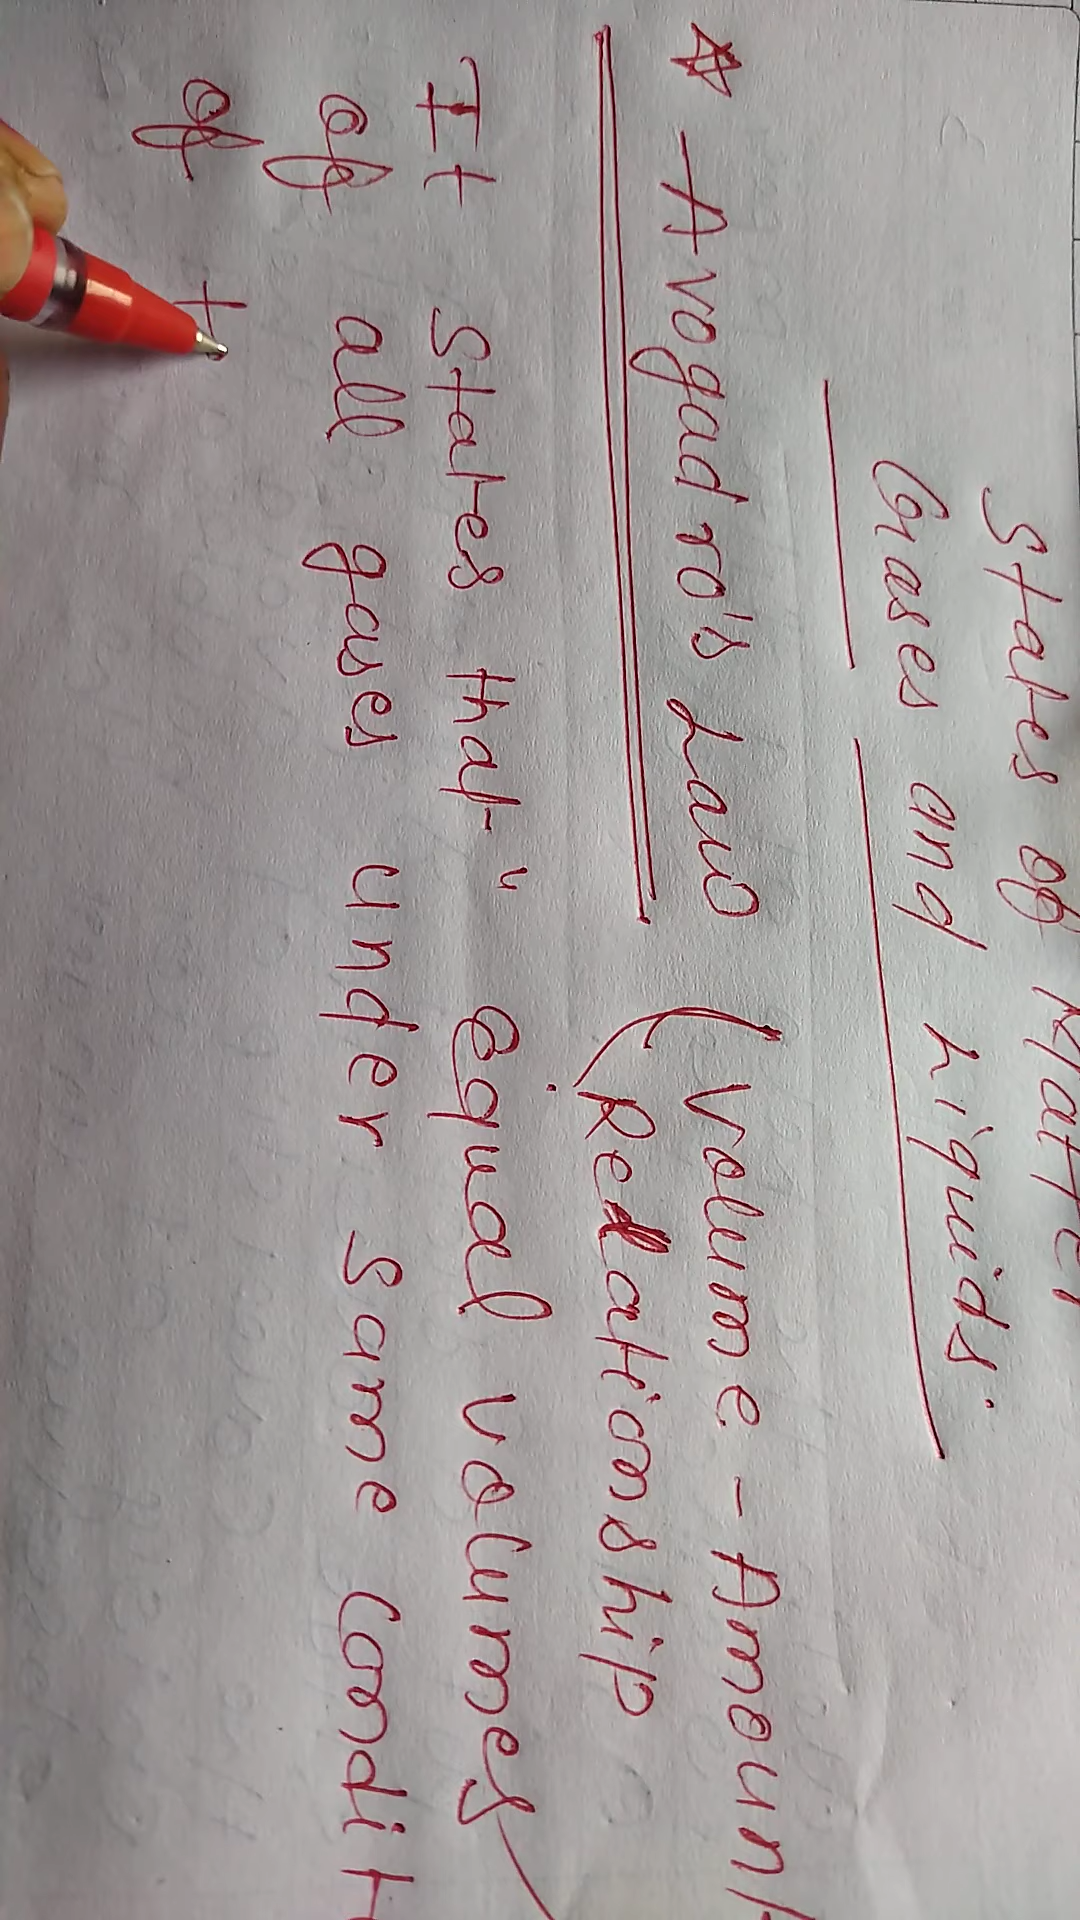 States of Matter
Gases and Liquids.
☆ Avogadro's Law (Volume - Amount
(Relationship
It States that " equal volumes
of all gases under same condit
of t